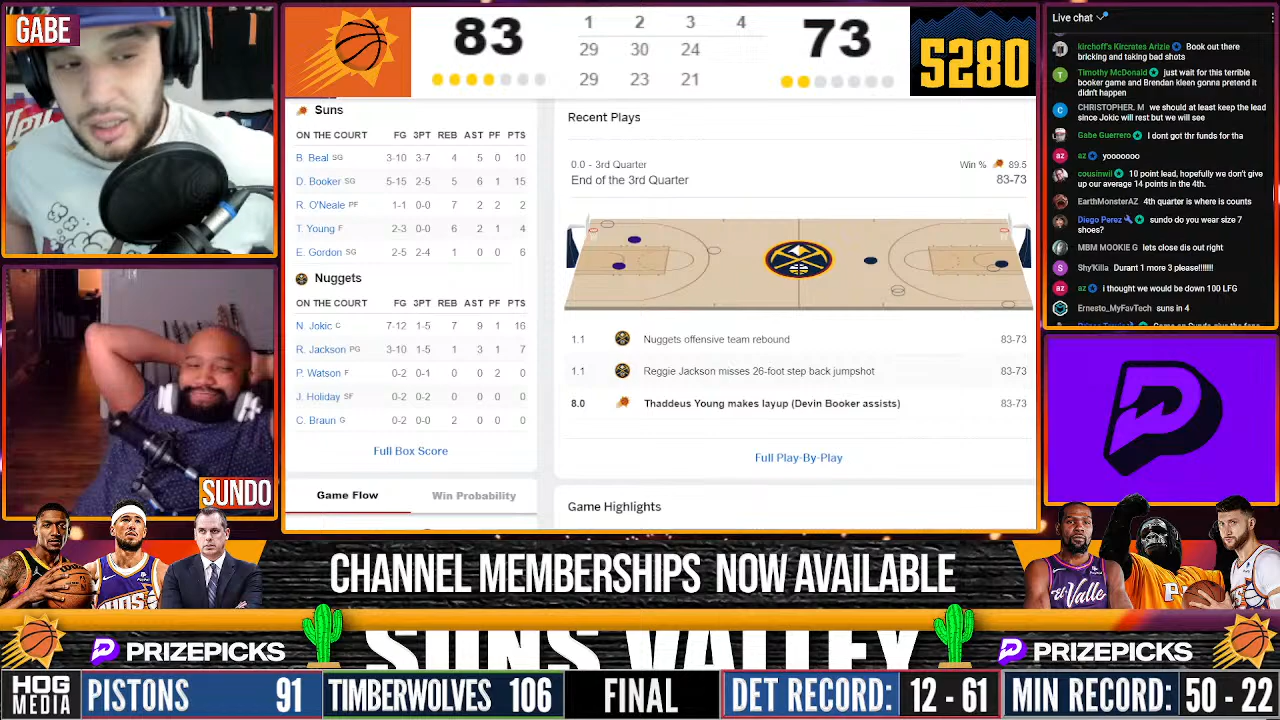 GABE
83
1 2 3 4
29 30 24
29 23 21
73
5280
Suns
ON THE COURT FG 3PT REB AST PF PTS
B. Beal SG 3-10 3-7 4 5 0 10
D. Booker SG 5-15 2-5 5 6 1 15
R. O'Neale PF 1-1 0-0 7 2 2 2
T. Young F 2-3 0-0 6 2 1 4
E. Gordon SG 2-5 2-4 1 0 0 6
Nuggets
ON THE COURT FG 3PT REB AST PF PTS
N. Jokic C 7-12 1-5 7 9 1 16
R. Jackson PG 3-10 1-5 1 3 1 7
P. Watson F 0-2 0-1 0 0 2 0
J. Holiday SF 0-2 0-2 0 0 0 0
C. Braun G 0-2 0-0 2 0 0 0
Full Box Score
Game Flow Win Probability
Recent Plays
0.0 - 3rd Quarter Win % 89.5
End of the 3rd Quarter 83-73
1.1 Nuggets offensive team rebound 83-73
1.1 Reggie Jackson misses 26-foot step back jumpshot 83-73
8.0 Thaddeus Young makes layup (Devin Booker assists) 83-73
Full Play-By-Play
Game Highlights
Live chat
kirchoff's Kircrates Arizle Book out there
bricking and taking bad shots
Timothy McDonald just wait for this terrible
booker game and Brendan kleen gonna pretend it
didn't happen
CHRISTOPHER. M we should at least keep the lead
since Jokic will rest but we will see
Gabe Guerrero I dont got thr funds for tha
az yooooooo
cousinwil 10 point lead, hopefully we don't give
up our average 14 points in the 4th.
EarthMonsterAZ 4th quarter is where is counts
Diego Perez sundo do you wear size 7
shoes?
MBM MOOKIE G lets close dis out right
Shy'Killa Durant 1 more 3 please!!!!!!!
az i thought we would be down 100 LFG
Ernesto_MyFavTech suns in 4
SUNDO
CHANNEL MEMBERSHIPS NOW AVAILABLE
PRIZEPICKS
SUNS VALLEY
PRIZEPICKS
HOG
MEDIA
PISTONS 91 TIMBERWOLVES 106 FINAL DET RECORD: 12 - 61 MIN RECORD: 50 - 22